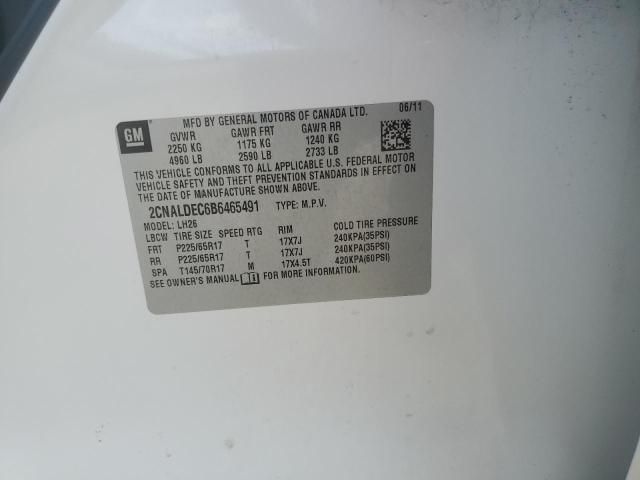 GM
MFD BY GENERAL MOTORS OF CANADA LTD. 06/11
GVWR GAWR FRT GAWR RR
2250 KG 1175 KG 1240 KG
4960 LB 2590 LB 2733 LB
THIS VEHICLE CONFORMS TO ALL APPLICABLE U.S. FEDERAL MOTOR
VEHICLE SAFETY AND THEFT PREVENTION STANDARDS IN EFFECT ON
THE DATE OF MANUFACTURE SHOWN ABOVE.
2CNALDEC6B6465491 TYPE: M.P.V.
MODEL: LH26
LBCW TIRE SIZE SPEED RTG RIM COLD TIRE PRESSURE
FRT P225/65R17 T 17X7J 240KPA(35PSI)
RR P225/65R17 T 17X7J 240KPA(35PSI)
SPA T145/70R17 M 17X4.5T 420KPA(60PSI)
SEE OWNER'S MANUAL FOR MORE INFORMATION.